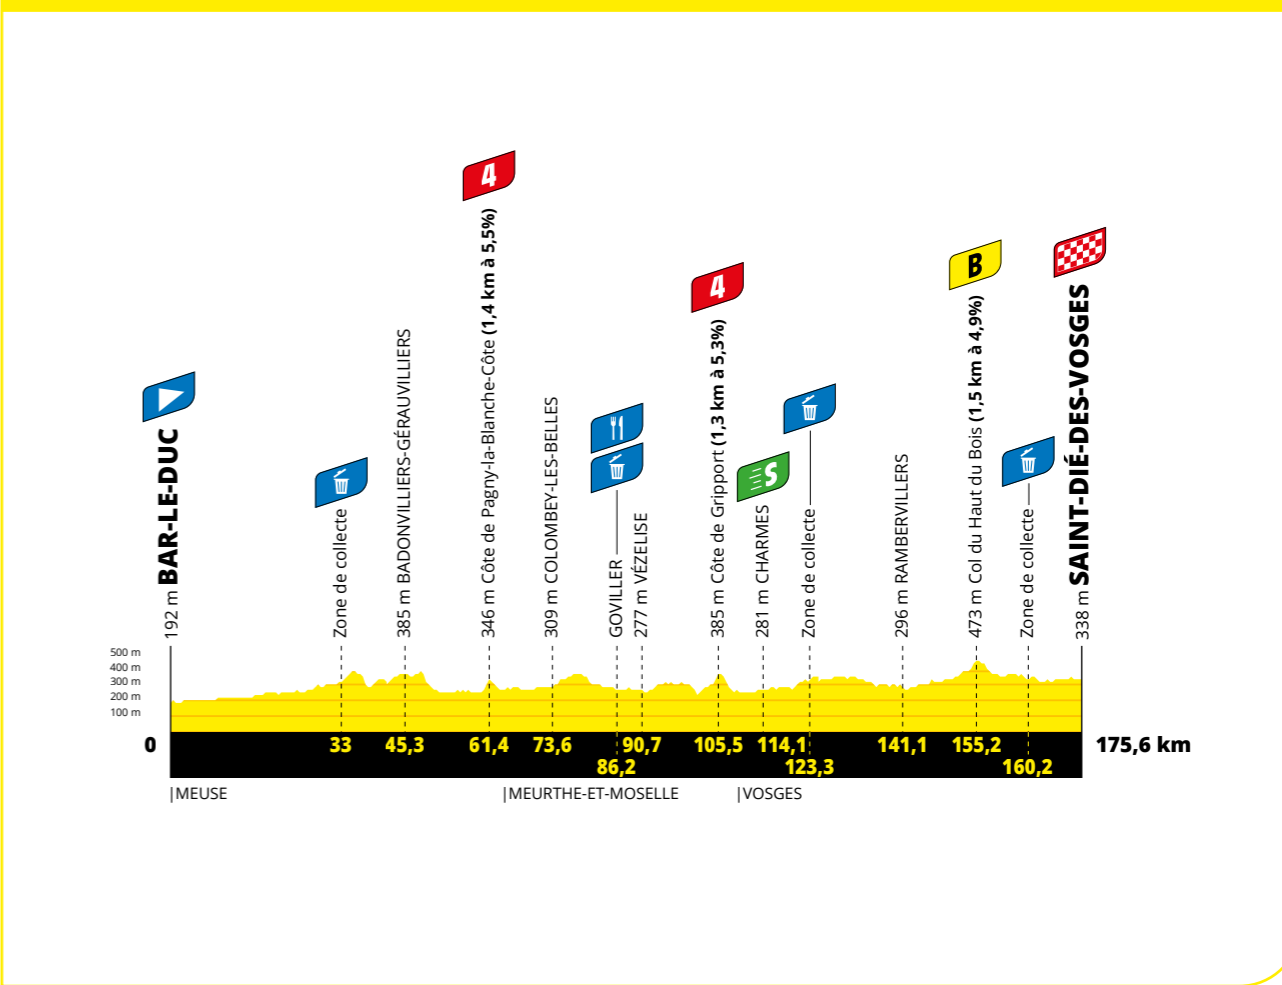 4
346 m Côte de Pagny-la-Blanche-Côte (1,4 km à 5,5%)
4
385 m Côte de Gripport (1,3 km à 5,3%)
B
473 m Col du Haut du Bois (1,5 km à 4,9%)
338 m SAINT-DIÉ-DES-VOSGES
192 m BAR-LE-DUC
Zone de collecte
385 m BADONVILLIERS-GÉRAUVILLIERS
309 m COLOMBEY-LES-BELLES
GOVILLER
277 m VÉZELISE
S
281 m CHARMES
Zone de collecte
296 m RAMBERVILLERS
Zone de collecte
500 m
400 m
300 m
200 m
100 m
0
33
45,3
61,4
73,6
86,2
90,7
105,5
114,1
123,3
141,1
155,2
160,2
175,6 km
|MEUSE
|MEURTHE-ET-MOSELLE
|VOSGES